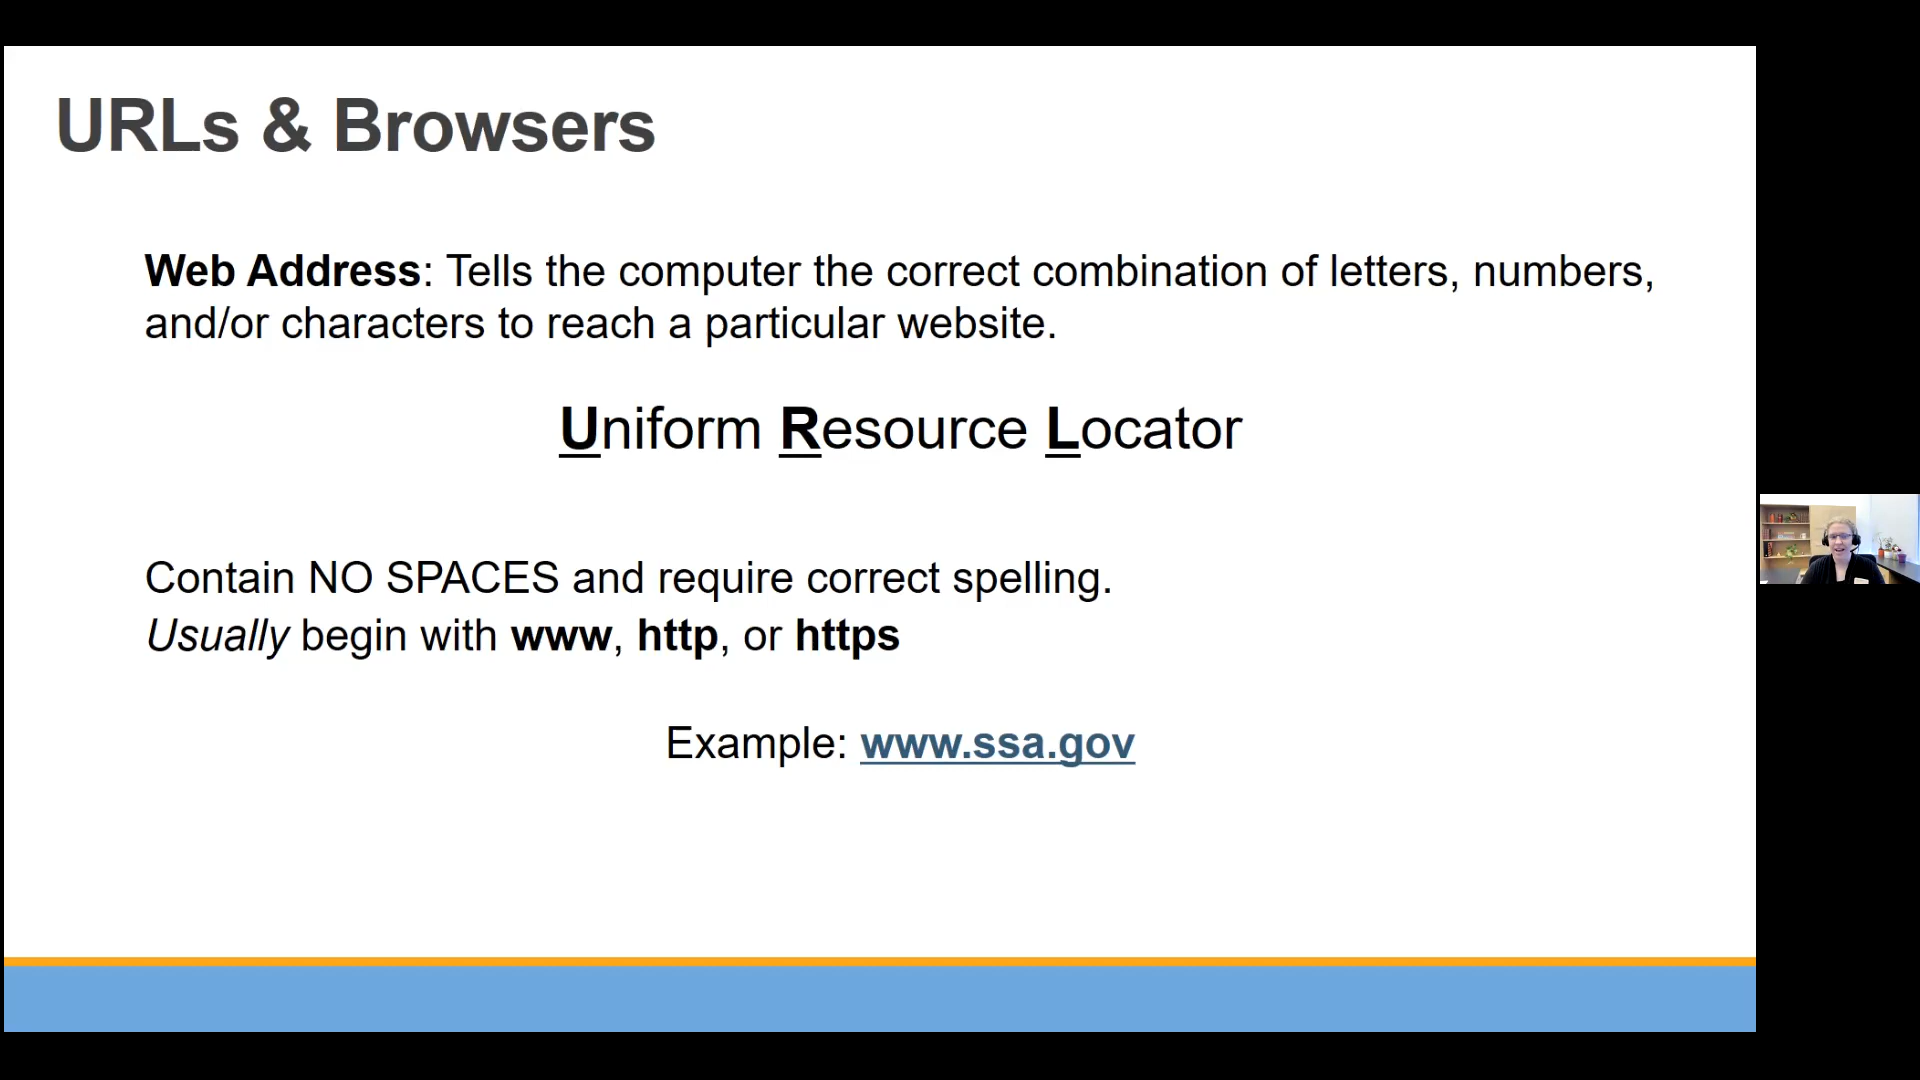 URLs & Browsers
Web Address: Tells the computer the correct combination of letters, numbers,
and/or characters to reach a particular website.
Uniform Resource Locator
Contain NO SPACES and require correct spelling.
Usually begin with www, http, or https
Example: www.ssa.gov